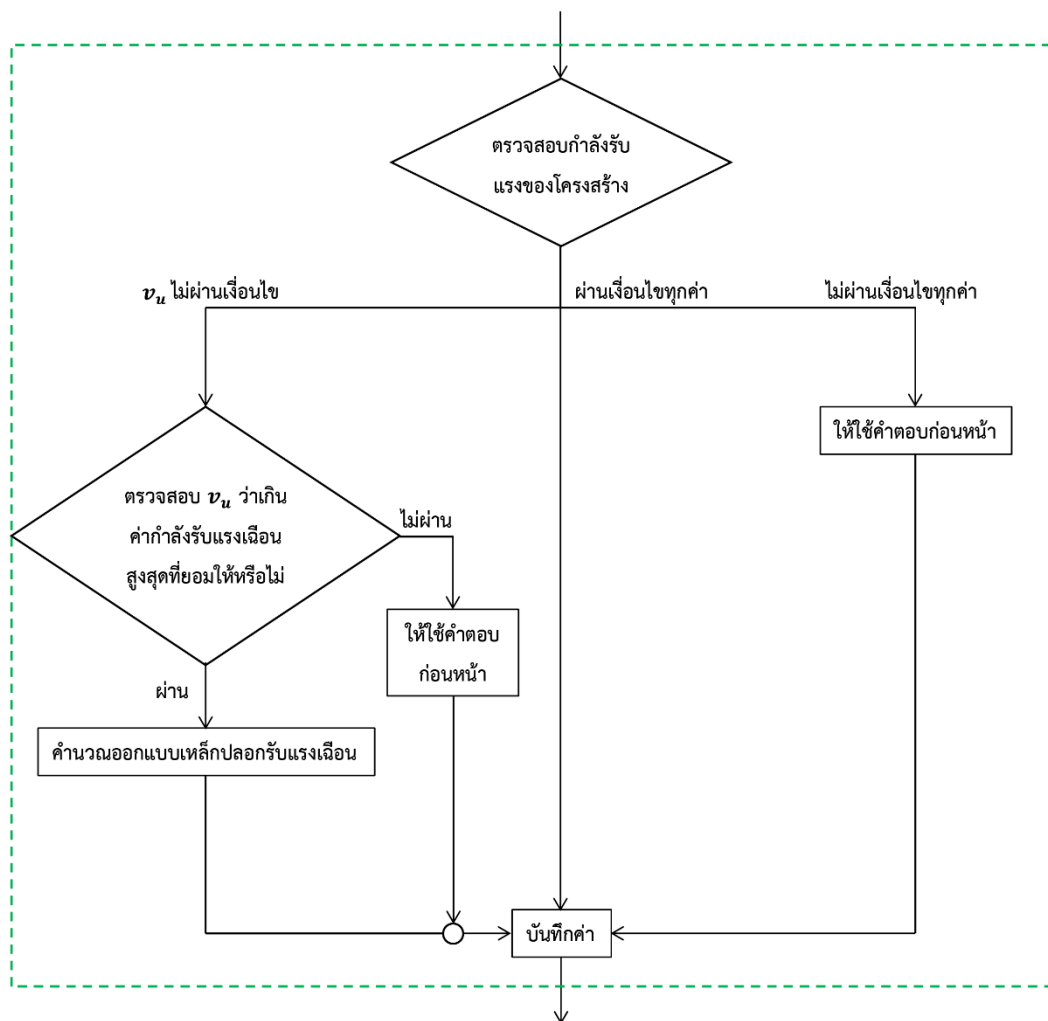 ตรวจสอบกำลังรับ
แรงของโครงสร้าง
v_u ไม่ผ่านเงื่อนไข
ผ่านเงื่อนไขทุกค่า
ไม่ผ่านเงื่อนไขทุกค่า
ให้ใช้คำตอบก่อนหน้า
ตรวจสอบ v_u ว่าเกิน
ค่ากำลังรับแรงเฉือน
สูงสุดที่ยอมให้หรือไม่
ไม่ผ่าน
ให้ใช้คำตอบ
ก่อนหน้า
ผ่าน
คำนวณออกแบบเหล็กปลอกรับแรงเฉือน
บันทึกค่า